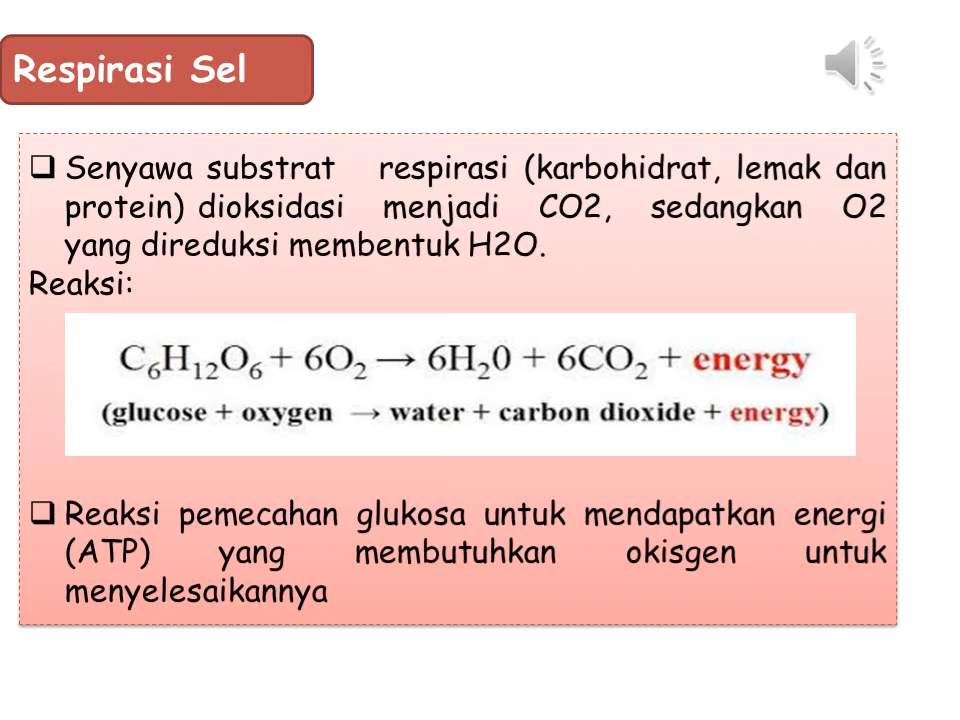 Respirasi Sel
❑ Senyawa substrat respirasi (karbohidrat, lemak dan
protein) dioksidasi menjadi CO2, sedangkan O2
yang direduksi membentuk H2O.
Reaksi:
C₆H₁₂O₆ + 6O₂ → 6H₂0 + 6CO₂ + energy
(glucose + oxygen → water + carbon dioxide + energy)
❑ Reaksi pemecahan glukosa untuk mendapatkan energi
(ATP) yang membutuhkan okisgen untuk
menyelesaikannya